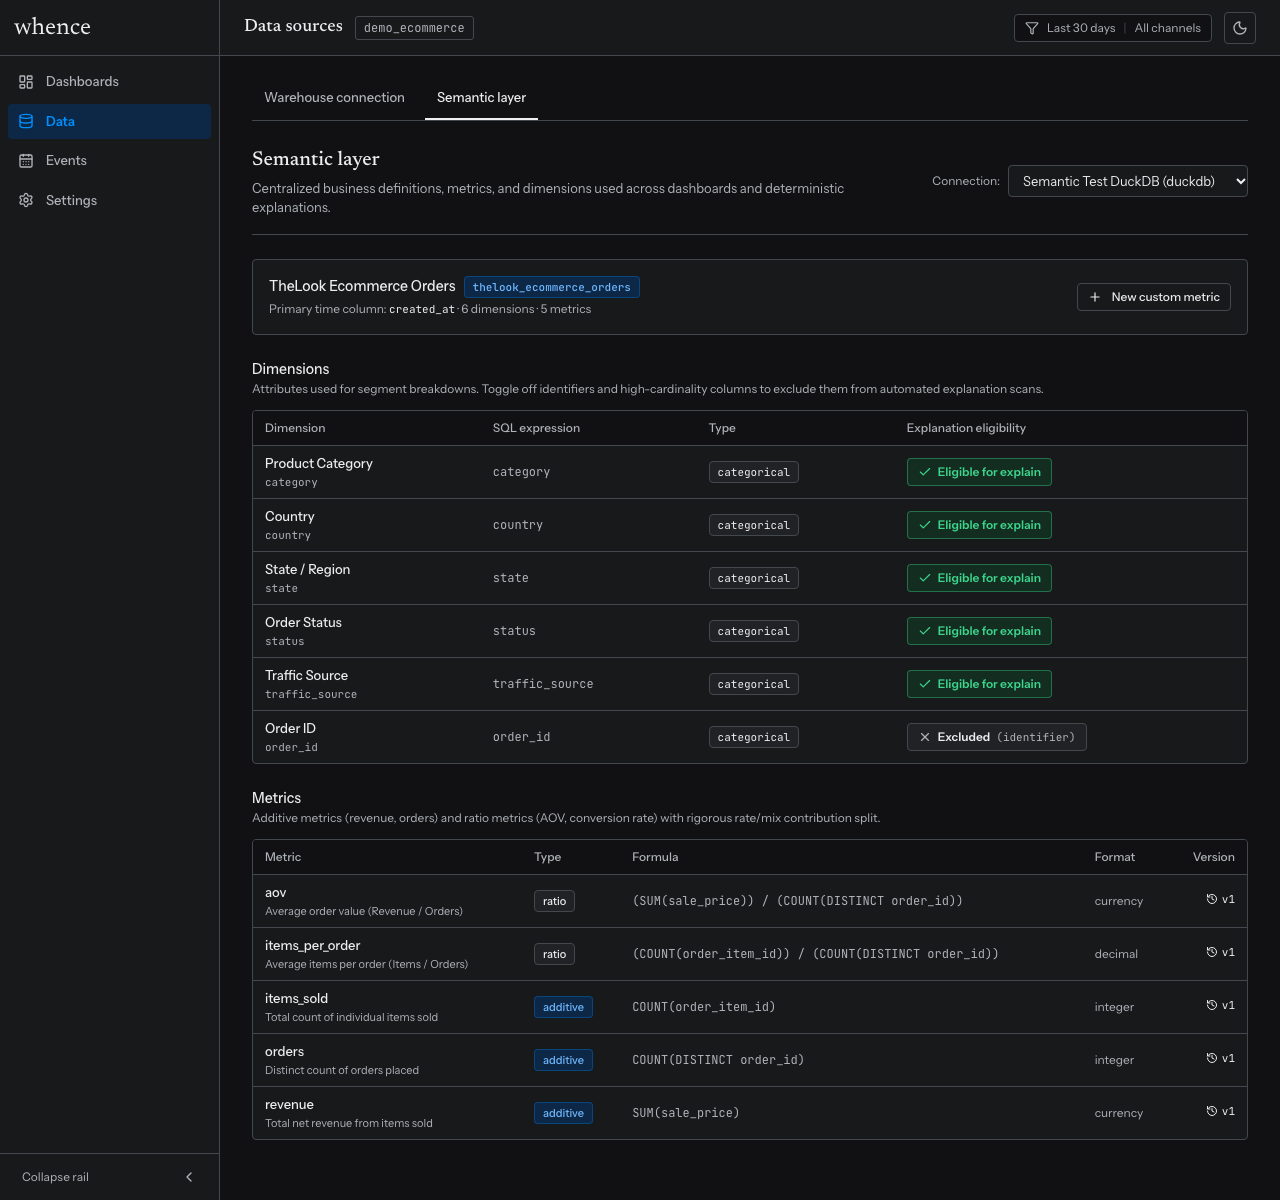 whence
Data sources
demo_ecommerce
Last 30 days | All channels
Dashboards
Data
Events
Settings
Warehouse connection
Semantic layer
Semantic layer
Centralized business definitions, metrics, and dimensions used across dashboards and deterministic
explanations.
Connection:
Semantic Test DuckDB (duckdb)
TheLook Ecommerce Orders
thelook_ecommerce_orders
Primary time column: created_at · 6 dimensions · 5 metrics
New custom metric
Dimensions
Attributes used for segment breakdowns. Toggle off identifiers and high-cardinality columns to exclude them from automated explanation scans.
Dimension SQL expression Type Explanation eligibility
Product Category
category
category
categorical
Eligible for explain
Country
country
country
categorical
Eligible for explain
State / Region
state
state
categorical
Eligible for explain
Order Status
status
status
categorical
Eligible for explain
Traffic Source
traffic_source
traffic_source
categorical
Eligible for explain
Order ID
order_id
order_id
categorical
Excluded (identifier)
Metrics
Additive metrics (revenue, orders) and ratio metrics (AOV, conversion rate) with rigorous rate/mix contribution split.
Metric Type Formula Format Version
aov
Average order value (Revenue / Orders)
ratio
(SUM(sale_price)) / (COUNT(DISTINCT order_id))
currency
v1
items_per_order
Average items per order (Items / Orders)
ratio
(COUNT(order_item_id)) / (COUNT(DISTINCT order_id))
decimal
v1
items_sold
Total count of individual items sold
additive
COUNT(order_item_id)
integer
v1
orders
Distinct count of orders placed
additive
COUNT(DISTINCT order_id)
integer
v1
revenue
Total net revenue from items sold
additive
SUM(sale_price)
currency
v1
Collapse rail